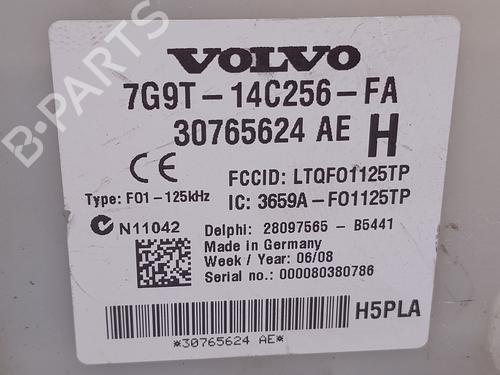 B-PARTS
VOLVO
7G9T-14C256-FA
30765624 AE H
CE
FCCID: LTQFO1125TP
Type: F01-125kHz
IC: 3659A-FO1125TP
N11042
Delphi: 28097565 - B5441
Made in Germany
Week / Year: 06/08
Serial no.: 000080380786
H5PLA
*30765624 AE*